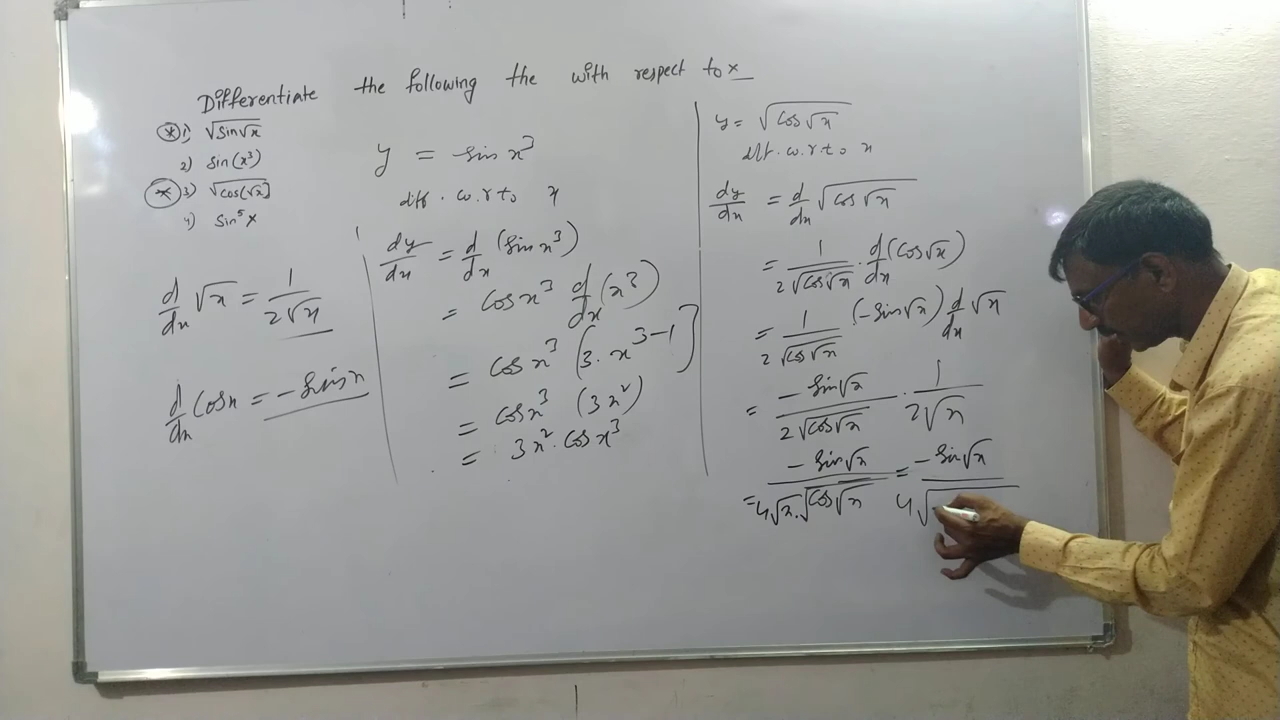 Differentiate the following the with respect to x
* 1) √sin√x
2) sin(x³)
* 3) √cos(√x)
4) sin⁵x
d/dx √x = 1/2√x
d/dx cosx = -sinx
y = sin x³
diff. w.r.to x
dy/dx = d/dx (sin x³)
= cos x³ d/dx (x³)
= cos x³ [3·x³⁻¹]
= cos x³ (3x²)
= 3x²·cos x³
y = √cos√x
diff. w.r.to x
dy/dx = d/dx √cos√x
= 1/2√cos√x · d/dx (cos√x)
= 1/2√cos√x (-sin√x) d/dx √x
= -sin√x/2√cos√x · 1/2√x
= -sin√x/4√x·√cos√x = -sin√x/4√